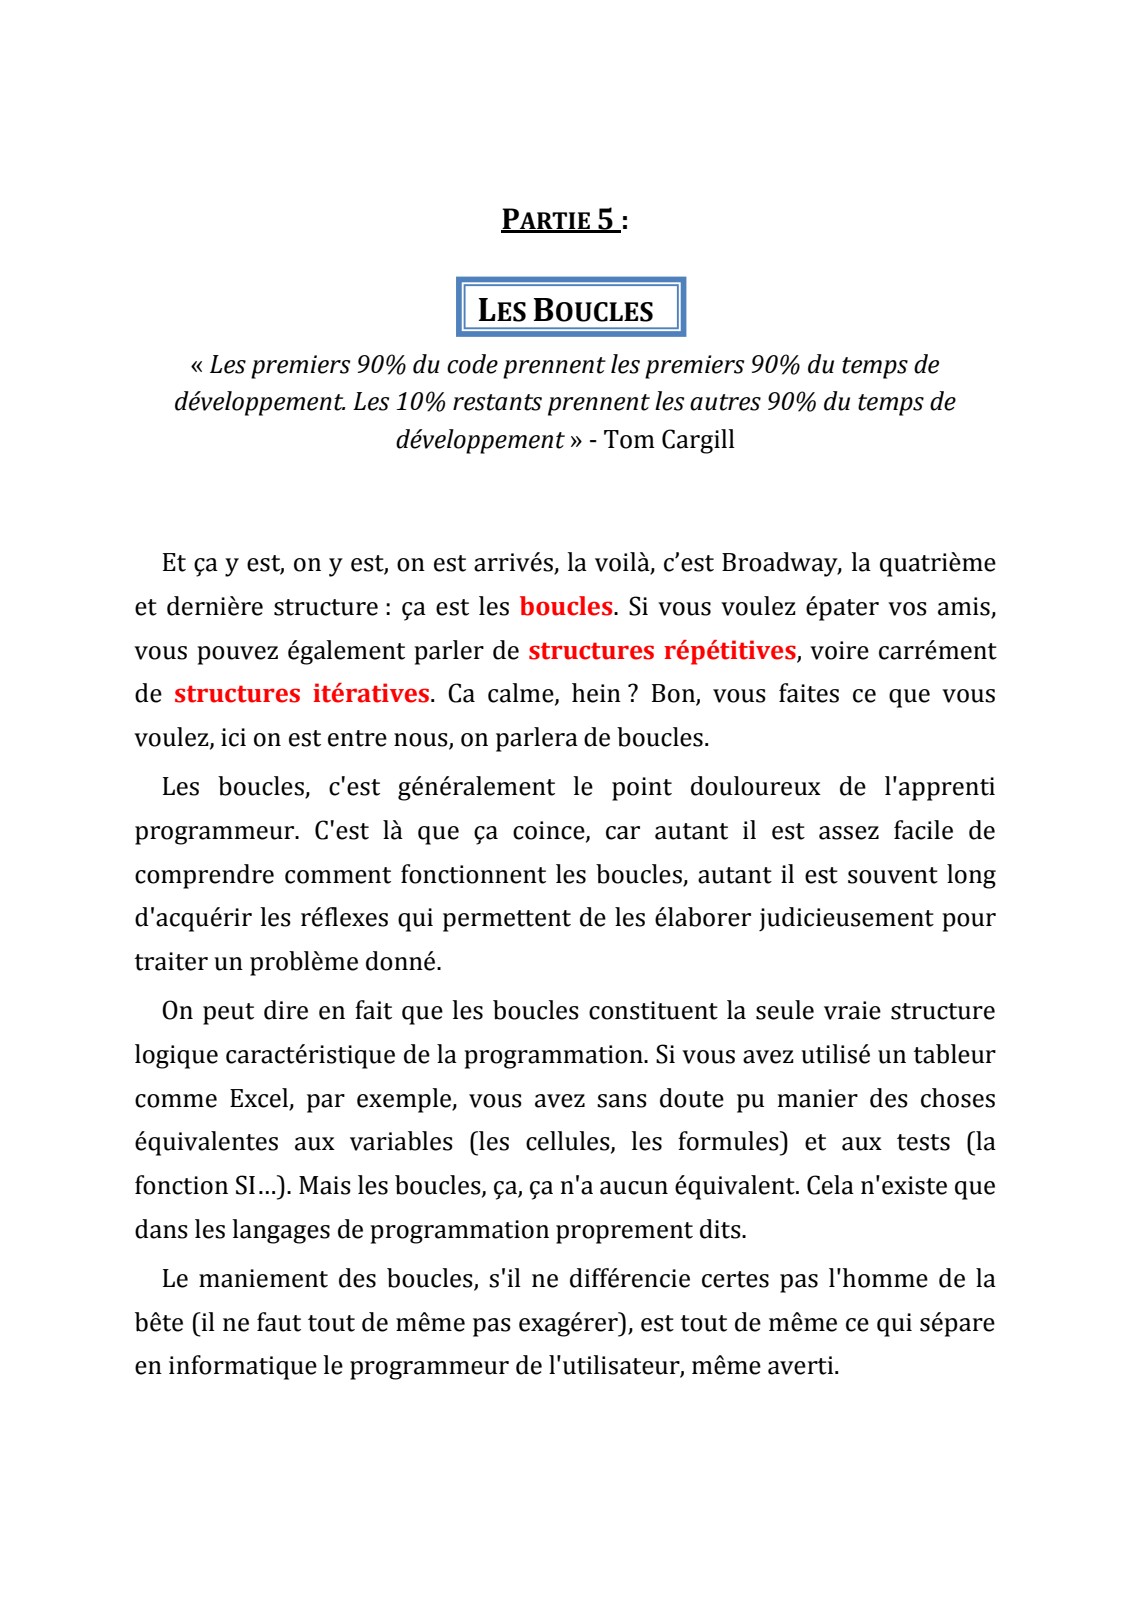 PARTIE 5 :
LES BOUCLES
« Les premiers 90% du code prennent les premiers 90% du temps de
développement. Les 10% restants prennent les autres 90% du temps de
développement » - Tom Cargill
Et ça y est, on y est, on est arrivés, la voilà, c’est Broadway, la quatrième
et dernière structure : ça est les boucles. Si vous voulez épater vos amis,
vous pouvez également parler de structures répétitives, voire carrément
de structures itératives. Ca calme, hein ? Bon, vous faites ce que vous
voulez, ici on est entre nous, on parlera de boucles.
Les boucles, c'est généralement le point douloureux de l'apprenti
programmeur. C'est là que ça coince, car autant il est assez facile de
comprendre comment fonctionnent les boucles, autant il est souvent long
d'acquérir les réflexes qui permettent de les élaborer judicieusement pour
traiter un problème donné.
On peut dire en fait que les boucles constituent la seule vraie structure
logique caractéristique de la programmation. Si vous avez utilisé un tableur
comme Excel, par exemple, vous avez sans doute pu manier des choses
équivalentes aux variables (les cellules, les formules) et aux tests (la
fonction SI…). Mais les boucles, ça, ça n'a aucun équivalent. Cela n'existe que
dans les langages de programmation proprement dits.
Le maniement des boucles, s'il ne différencie certes pas l'homme de la
bête (il ne faut tout de même pas exagérer), est tout de même ce qui sépare
en informatique le programmeur de l'utilisateur, même averti.